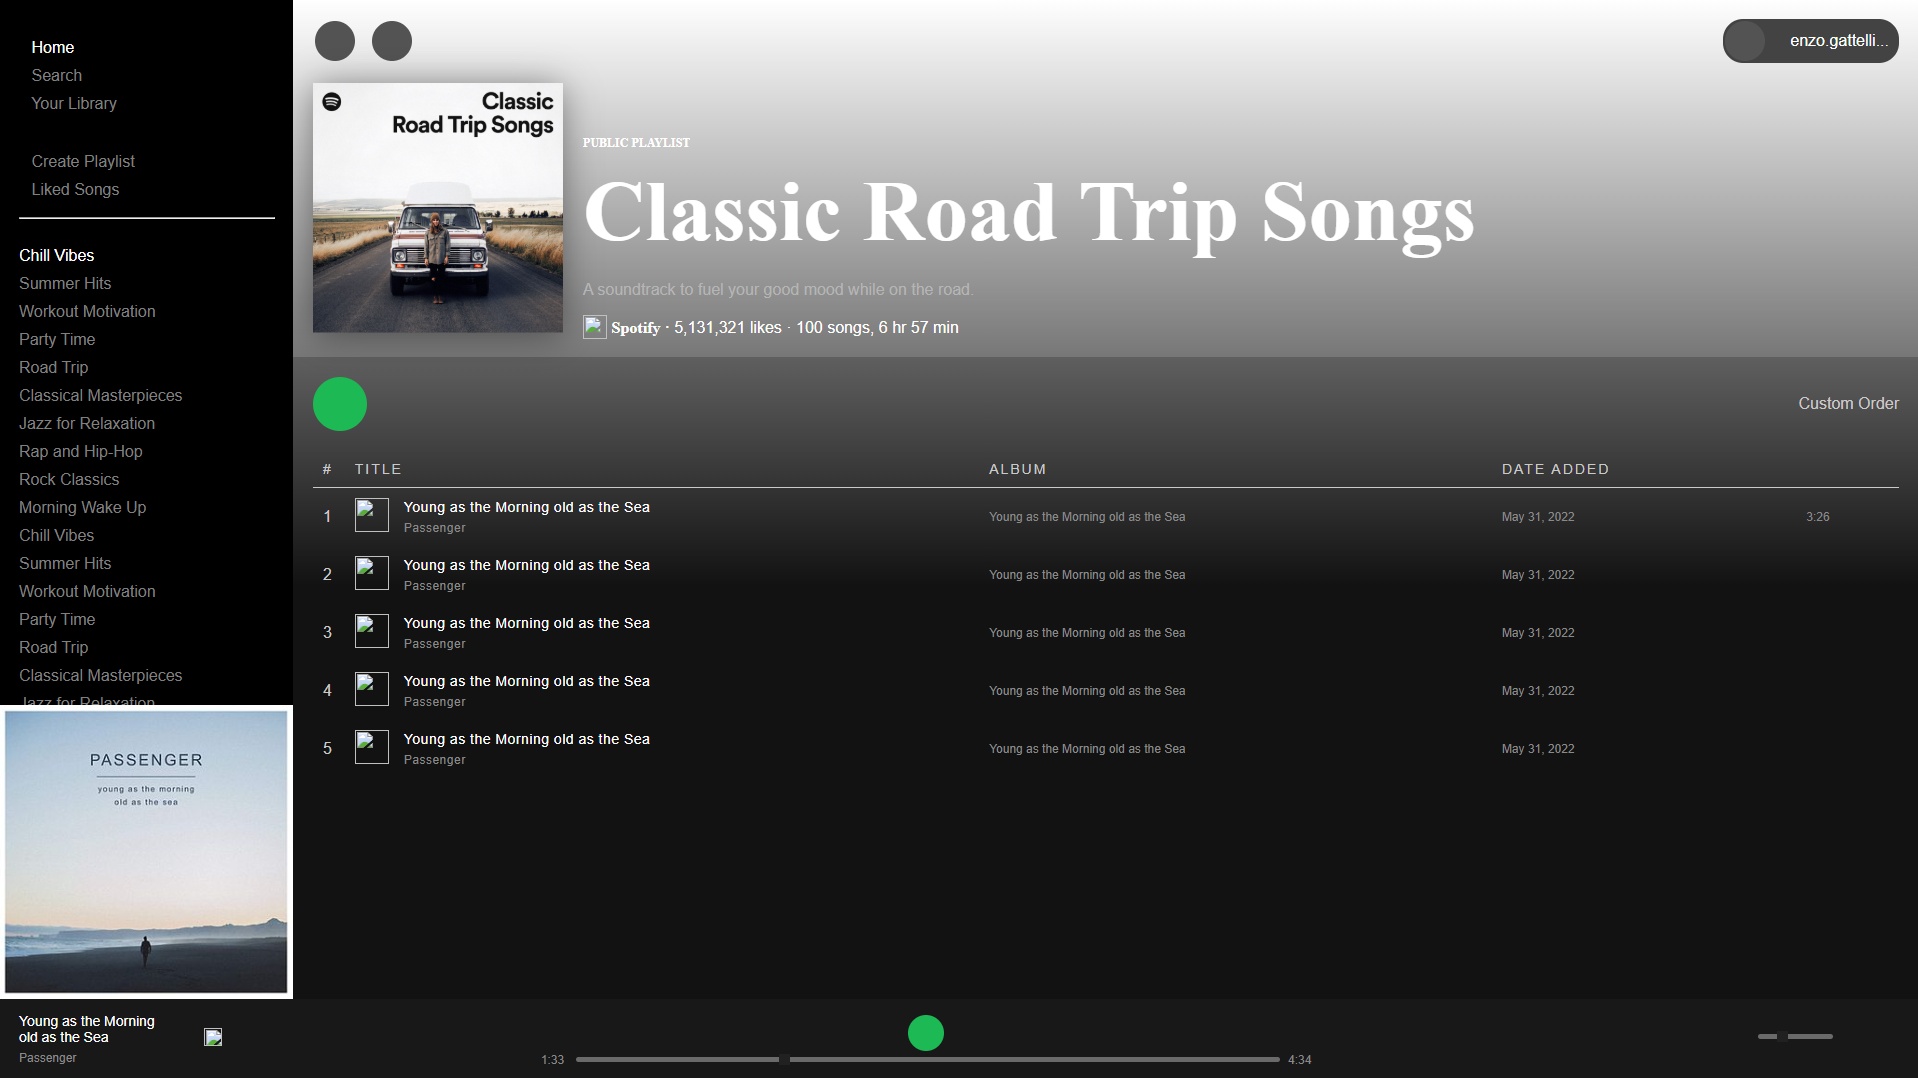 Home
Search
Your Library
Create Playlist
Liked Songs
Chill Vibes
Summer Hits
Workout Motivation
Party Time
Road Trip
Classical Masterpieces
Jazz for Relaxation
Rap and Hip-Hop
Rock Classics
Morning Wake Up
Chill Vibes
Summer Hits
Workout Motivation
Party Time
Road Trip
Classical Masterpieces
Jazz for Relaxation
PASSENGER
young as the morning
old as the sea
Young as the Morning
old as the Sea
Passenger
enzo.gattelli...
Classic
Road Trip Songs
PUBLIC PLAYLIST
Classic Road Trip Songs
A soundtrack to fuel your good mood while on the road.
Spotify · 5,131,321 likes · 100 songs, 6 hr 57 min
Custom Order
# TITLE ALBUM DATE ADDED
1 Young as the Morning old as the Sea Young as the Morning old as the Sea May 31, 2022 3:26
Passenger
2 Young as the Morning old as the Sea Young as the Morning old as the Sea May 31, 2022
Passenger
3 Young as the Morning old as the Sea Young as the Morning old as the Sea May 31, 2022
Passenger
4 Young as the Morning old as the Sea Young as the Morning old as the Sea May 31, 2022
Passenger
5 Young as the Morning old as the Sea Young as the Morning old as the Sea May 31, 2022
Passenger
1:33 4:34